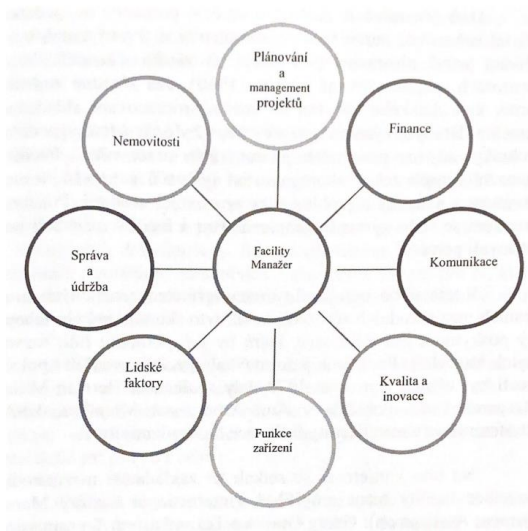 Plánování
a
management
projektů
Nemovitosti
Finance
Správa
a
údržba
Facility
Manažer
Komunikace
Lidské
faktory
Kvalita a
inovace
Funkce
zařízení